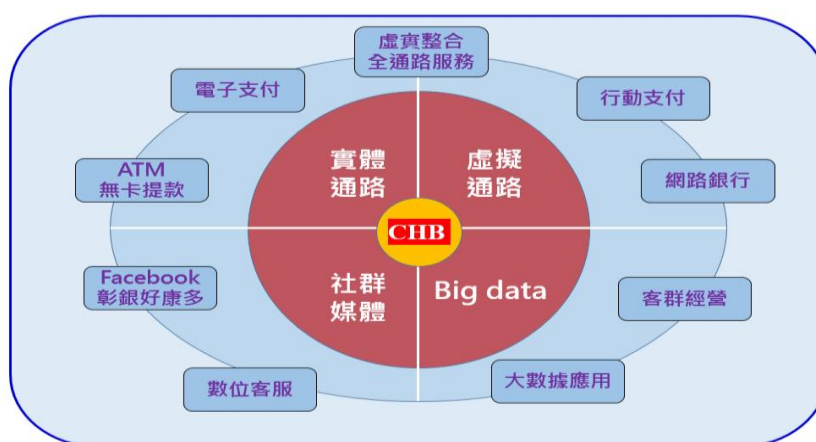 虛實整合
全通路服務
電子支付
行動支付
ATM
無卡提款
實體
通路
虛擬
通路
網路銀行
CHB
Facebook
彰銀好康多
社群
媒體
Big data
客群經營
數位客服
大數據應用